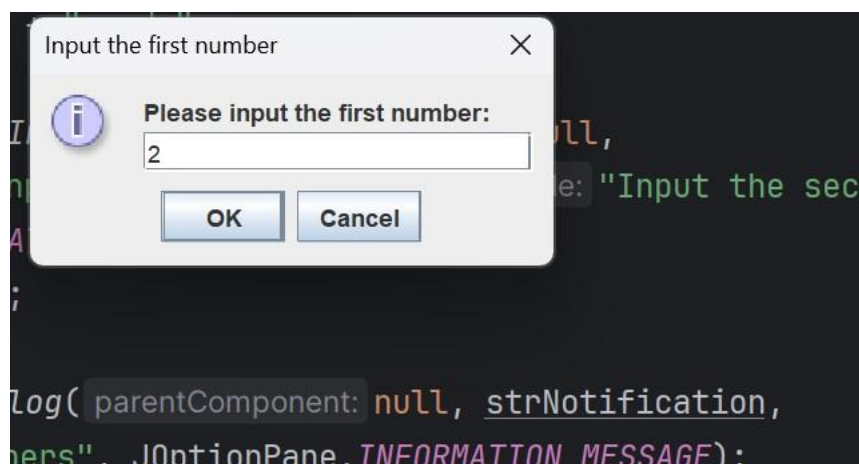 Input the first number
Please input the first number:
2
OK Cancel
null,
"Input the sec
;
log( parentComponent: null, strNotification,
JOptionPane.INFORMATION_MESSAGE);